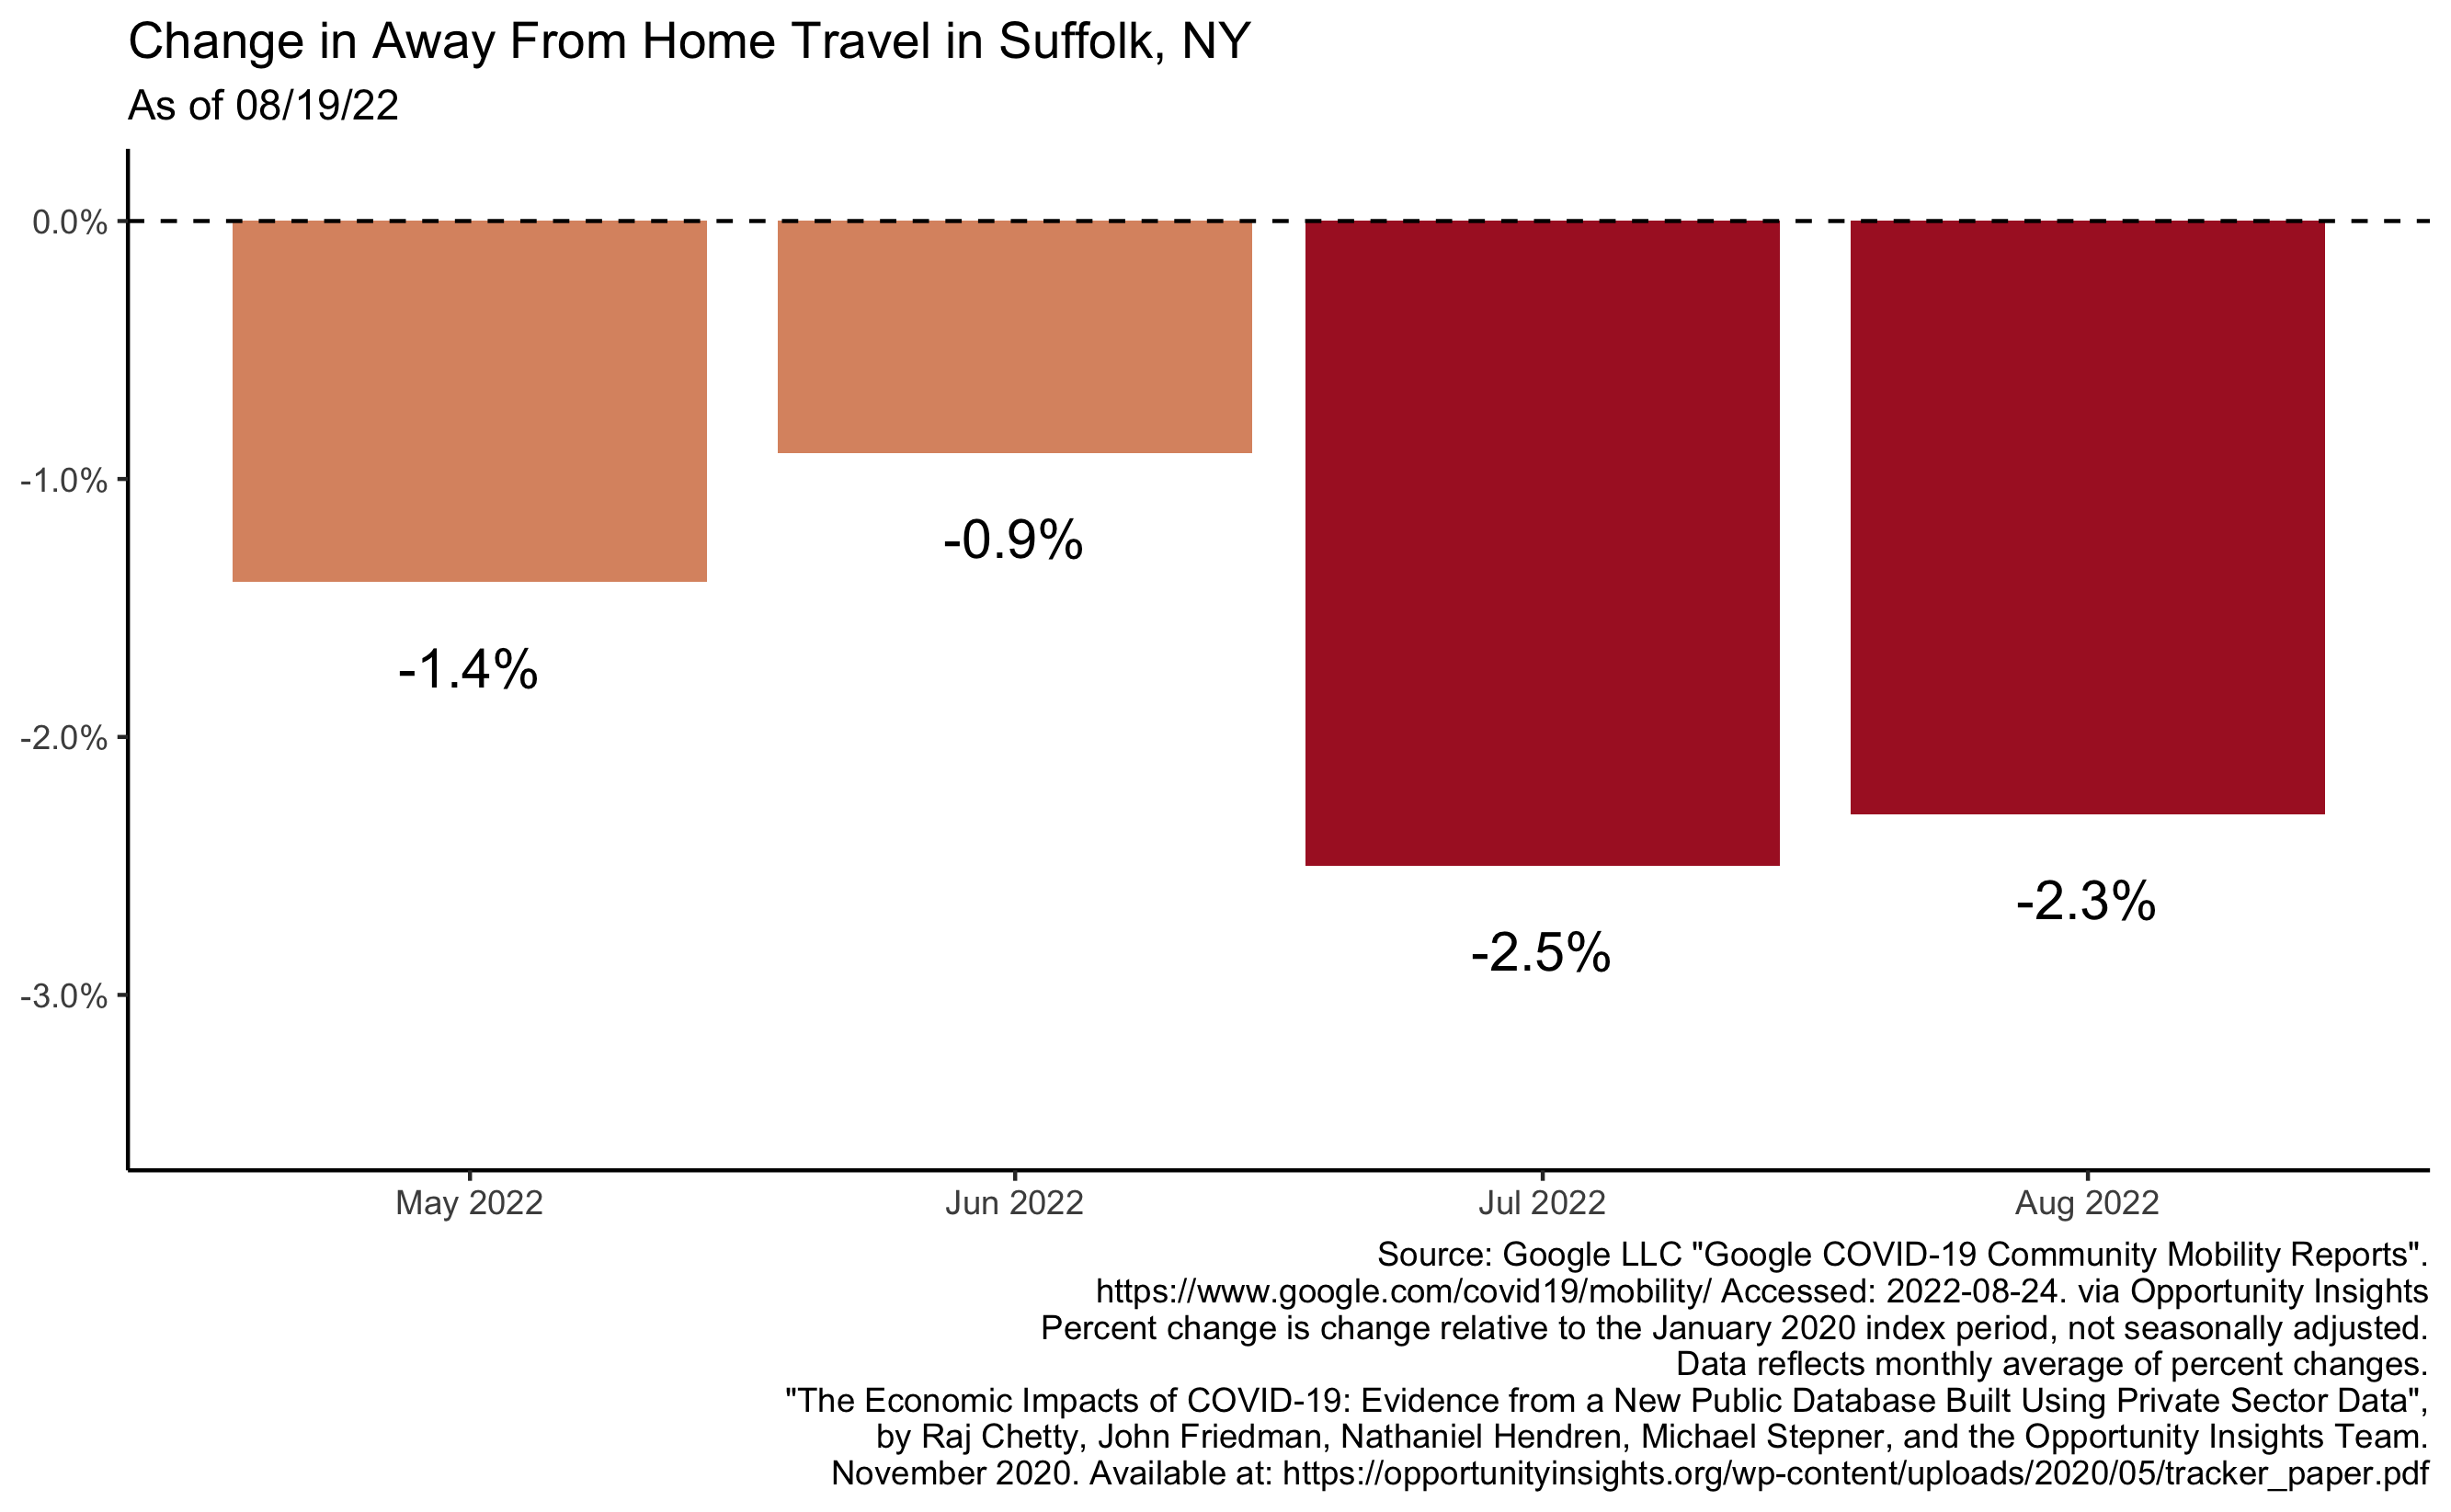 Change in Away From Home Travel in Suffolk, NY
As of 08/19/22
0.0%
-1.0%
-2.0%
-3.0%
-1.4%
-0.9%
-2.5%
-2.3%
May 2022
Jun 2022
Jul 2022
Aug 2022
Source: Google LLC "Google COVID-19 Community Mobility Reports".
https://www.google.com/covid19/mobility/ Accessed: 2022-08-24. via Opportunity Insights
Percent change is change relative to the January 2020 index period, not seasonally adjusted.
Data reflects monthly average of percent changes.
"The Economic Impacts of COVID-19: Evidence from a New Public Database Built Using Private Sector Data",
by Raj Chetty, John Friedman, Nathaniel Hendren, Michael Stepner, and the Opportunity Insights Team.
November 2020. Available at: https://opportunityinsights.org/wp-content/uploads/2020/05/tracker_paper.pdf